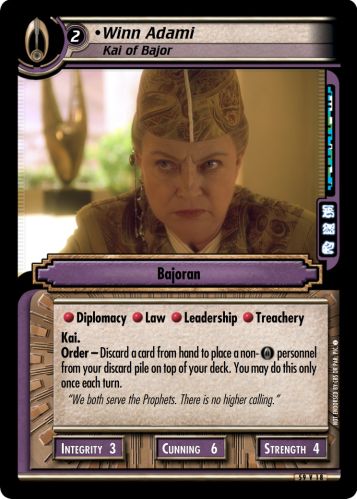 2
•Winn Adami
Kai of Bajor
Bajoran
Diplomacy Law Leadership Treachery
Kai.
Order – Discard a card from hand to place a non- personnel
from your discard pile on top of your deck. You may do this only
once each turn.
"We both serve the Prophets. There is no higher calling."
INTEGRITY 3 CUNNING 6 STRENGTH 4
59 V 18